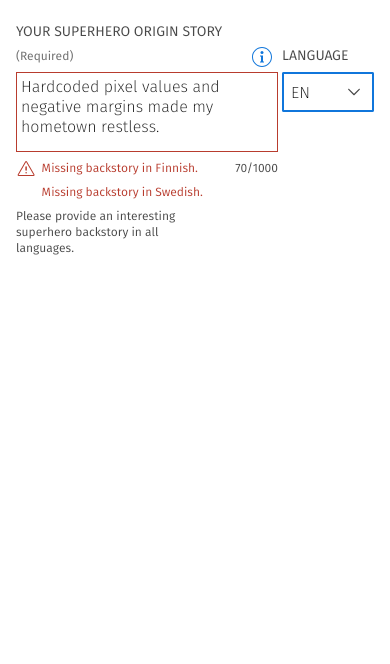 YOUR SUPERHERO ORIGIN STORY
(Required)
LANGUAGE
Hardcoded pixel values and
negative margins made my
hometown restless.
EN
Missing backstory in Finnish.
70/1000
Missing backstory in Swedish.
Please provide an interesting
superhero backstory in all
languages.